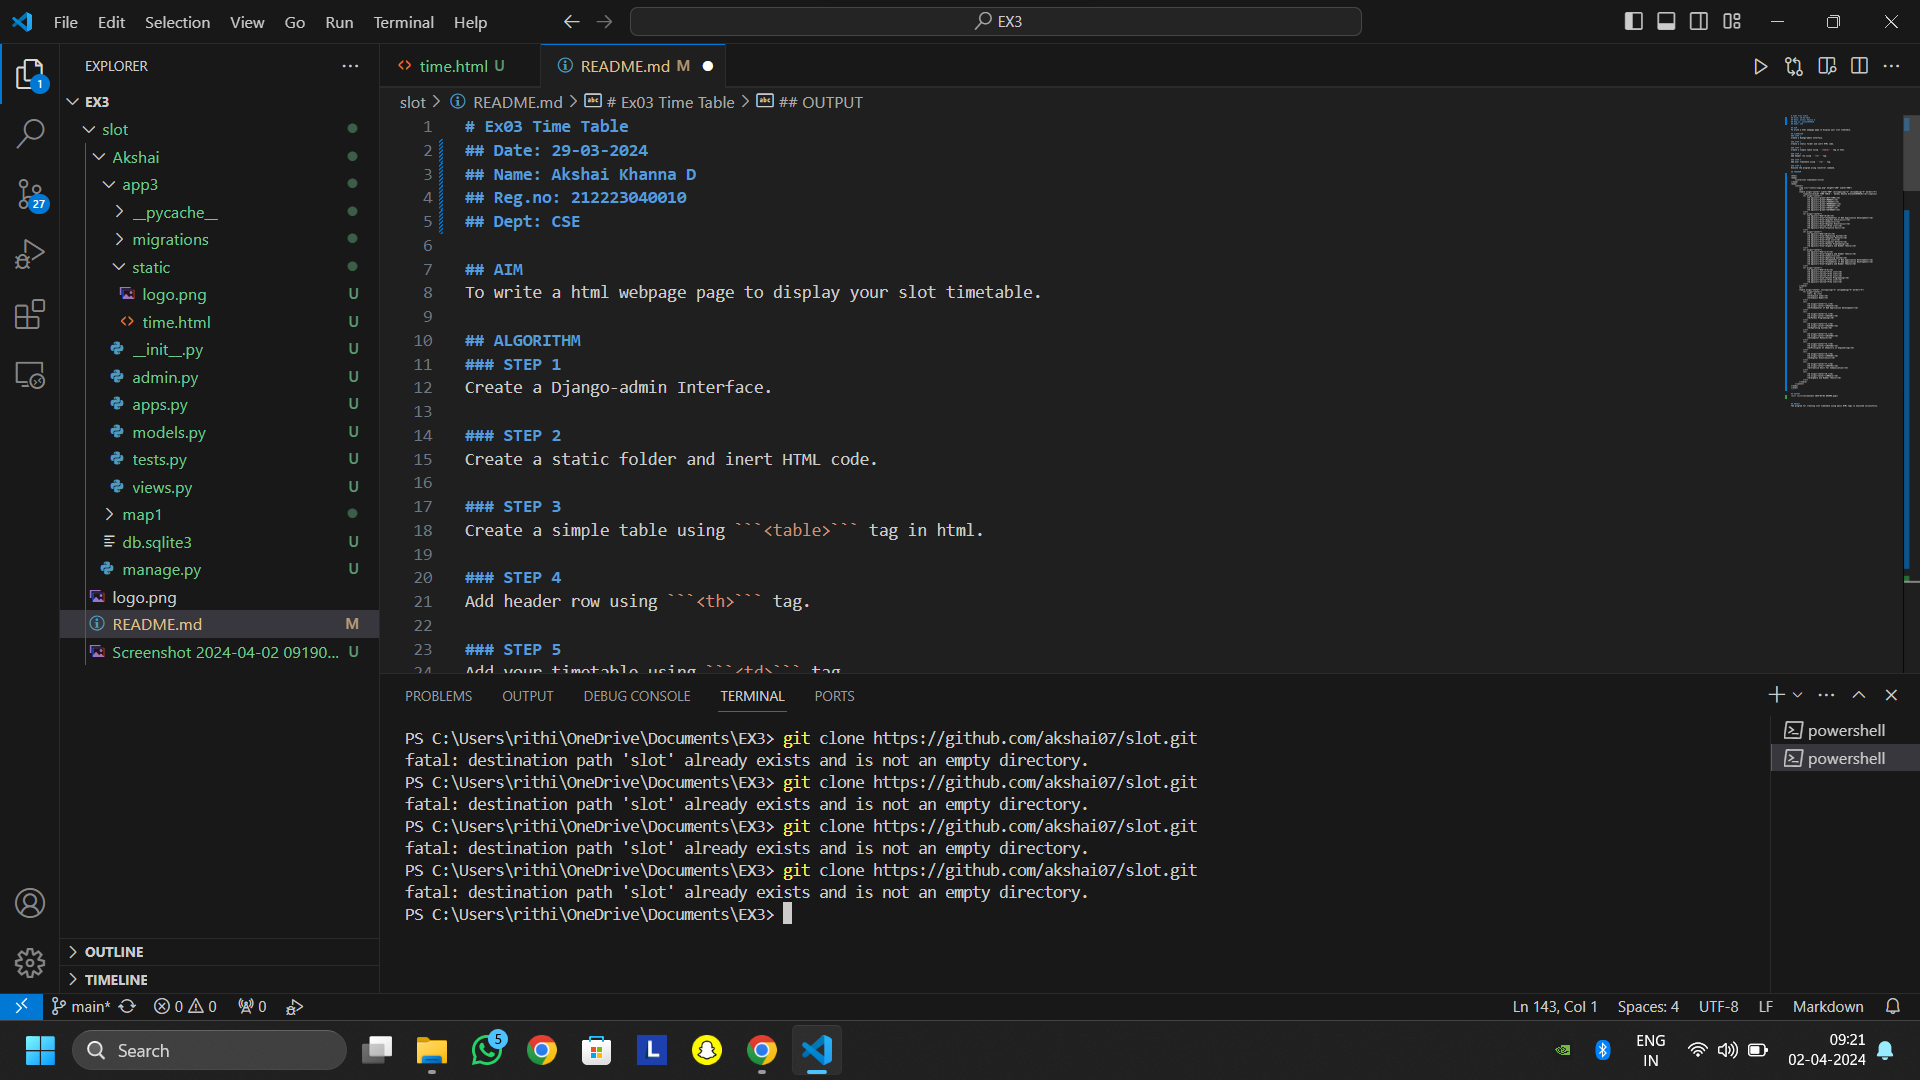 File Edit Selection View Go Run Terminal Help
EX3
EXPLORER
1
27
EX3
slot
Akshai
app3
__pycache__
migrations
static
logo.png U
time.html U
__init__.py U
admin.py U
apps.py U
models.py U
tests.py U
views.py U
map1
db.sqlite3 U
manage.py U
logo.png
README.md M
Screenshot 2024-04-02 09190... U
OUTLINE
TIMELINE
time.html U
README.md M
slot > README.md > # Ex03 Time Table > ## OUTPUT
1 # Ex03 Time Table
2 ## Date: 29-03-2024
3 ## Name: Akshai Khanna D
4 ## Reg.no: 212223040010
5 ## Dept: CSE
6
7 ## AIM
8 To write a html webpage page to display your slot timetable.
9
10 ## ALGORITHM
11 ### STEP 1
12 Create a Django-admin Interface.
13
14 ### STEP 2
15 Create a static folder and inert HTML code.
16
17 ### STEP 3
18 Create a simple table using ```<table>``` tag in html.
19
20 ### STEP 4
21 Add header row using ```<th>``` tag.
22
23 ### STEP 5
24 Add your timetable using ```<td>``` tag
PROBLEMS OUTPUT DEBUG CONSOLE TERMINAL PORTS
PS C:\Users\rithi\OneDrive\Documents\EX3> git clone https://github.com/akshai07/slot.git
fatal: destination path 'slot' already exists and is not an empty directory.
PS C:\Users\rithi\OneDrive\Documents\EX3> git clone https://github.com/akshai07/slot.git
fatal: destination path 'slot' already exists and is not an empty directory.
PS C:\Users\rithi\OneDrive\Documents\EX3> git clone https://github.com/akshai07/slot.git
fatal: destination path 'slot' already exists and is not an empty directory.
PS C:\Users\rithi\OneDrive\Documents\EX3> git clone https://github.com/akshai07/slot.git
fatal: destination path 'slot' already exists and is not an empty directory.
PS C:\Users\rithi\OneDrive\Documents\EX3>
powershell
powershell
main* 0 0 0
Ln 143, Col 1 Spaces: 4 UTF-8 LF Markdown
Search
5
L
ENG
IN
09:21
02-04-2024